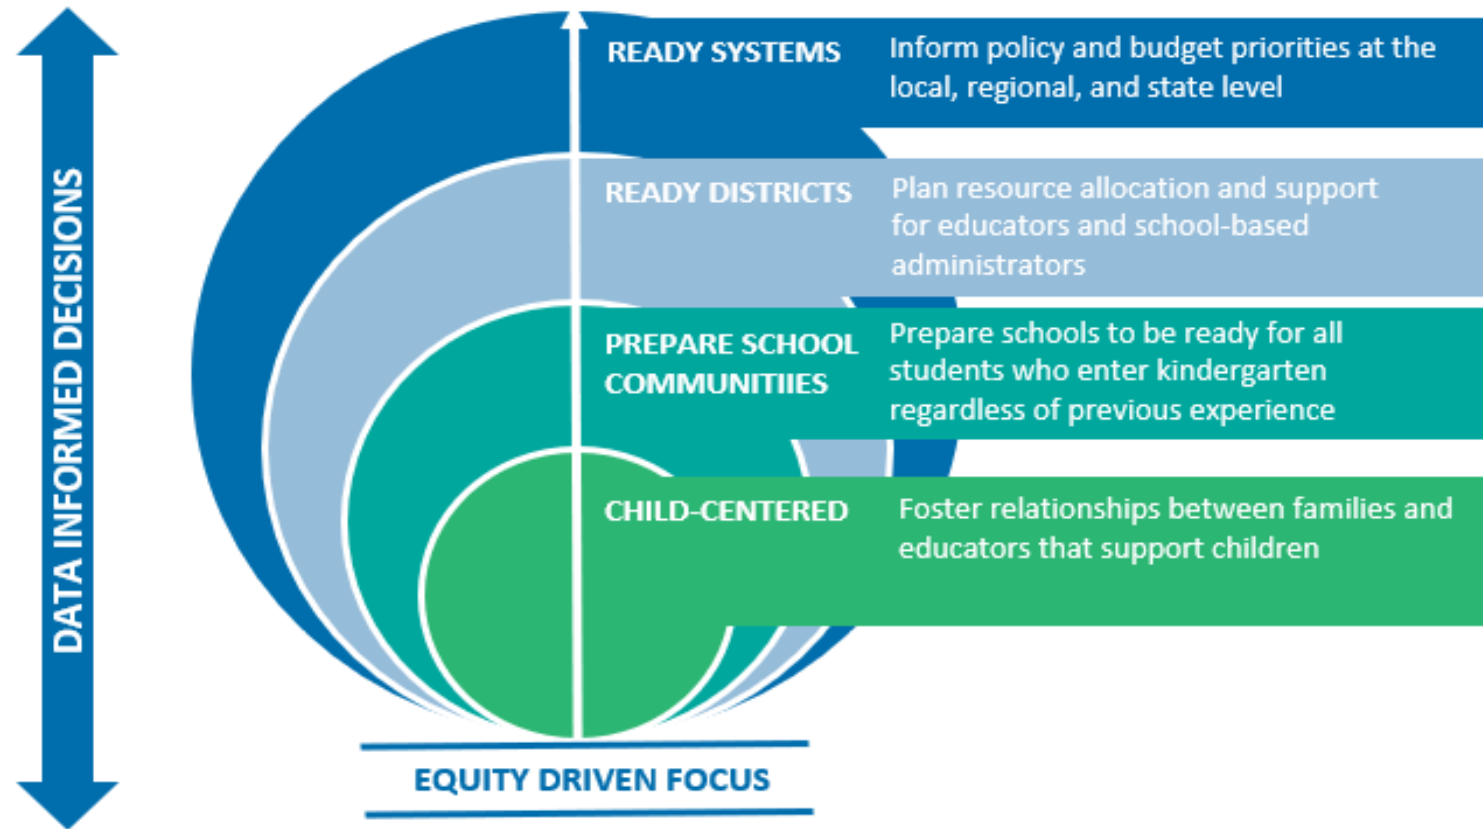 DATA INFORMED DECISIONS
READY SYSTEMS
Inform policy and budget priorities at the
local, regional, and state level
READY DISTRICTS
Plan resource allocation and support
for educators and school-based
administrators
PREPARE SCHOOL
COMMUNITIIES
Prepare schools to be ready for all
students who enter kindergarten
regardless of previous experience
CHILD-CENTERED
Foster relationships between families and
educators that support children
EQUITY DRIVEN FOCUS